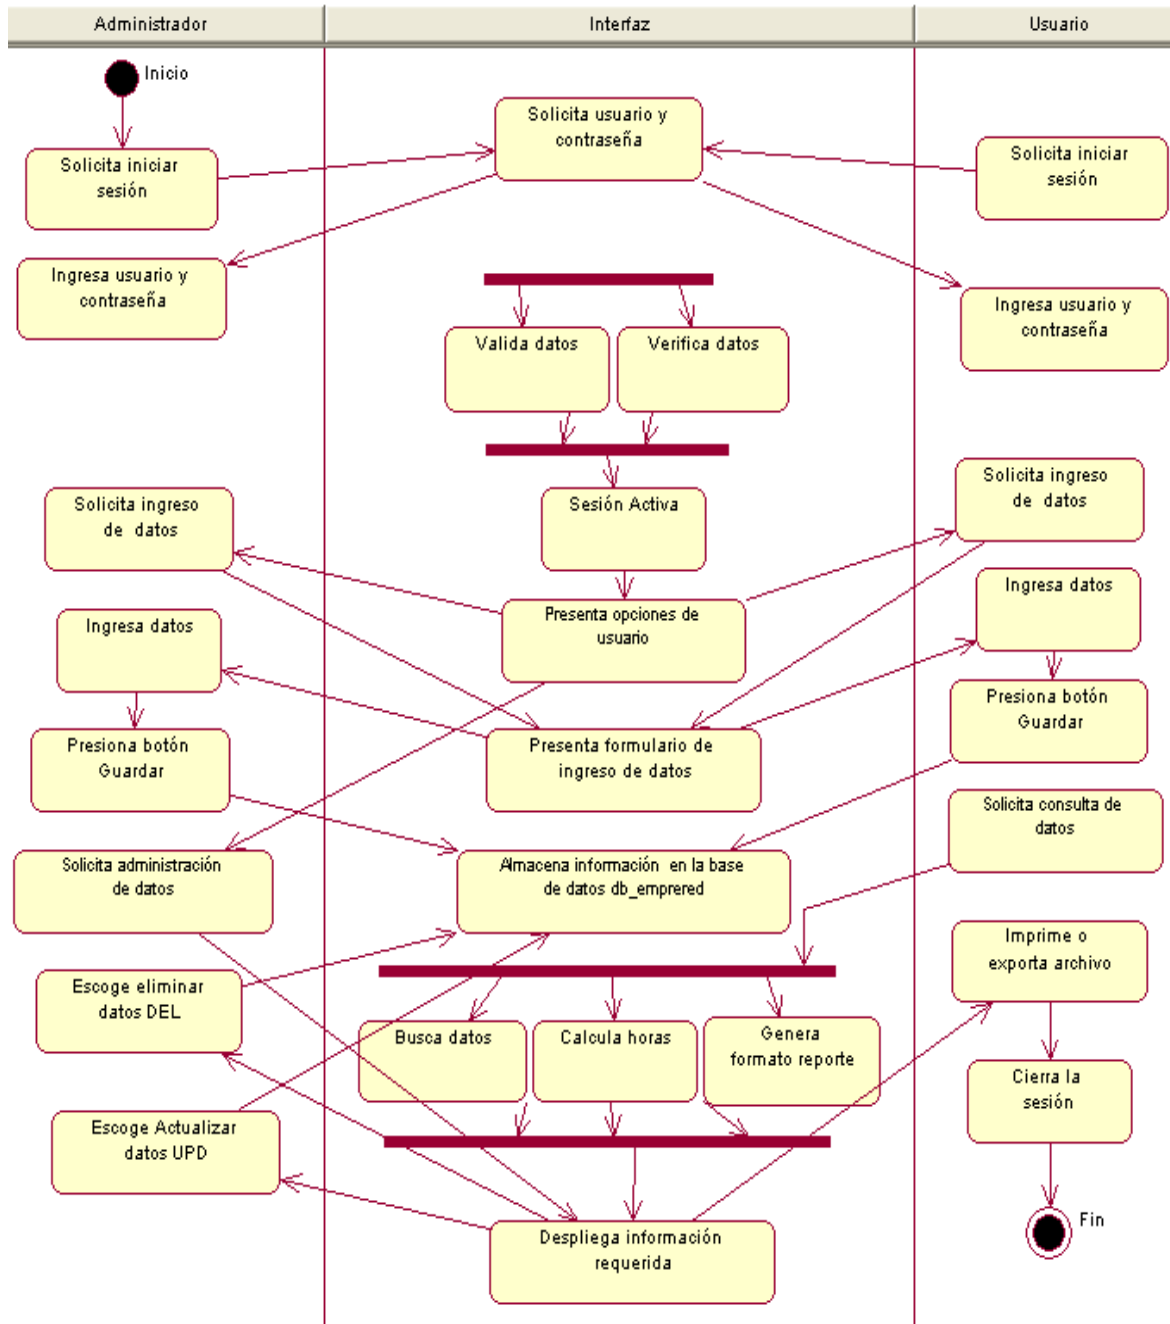 Administrador
Interfaz
Usuario
Inicio
Solicita usuario y
contraseña
Solicita iniciar
sesión
Solicita iniciar
sesión
Ingresa usuario y
contraseña
Ingresa usuario y
contraseña
Valida datos
Verifica datos
Solicita ingreso
de datos
Sesión Activa
Solicita ingreso
de datos
Ingresa datos
Presenta opciones de
usuario
Ingresa datos
Presiona botón
Guardar
Presenta formulario de
ingreso de datos
Presiona botón
Guardar
Solicita consulta de
datos
Solicita administración
de datos
Almacena información en la base
de datos db_emprered
Imprime o
exporta archivo
Escoge eliminar
datos DEL
Busca datos
Calcula horas
Genera
formato reporte
Cierra la
sesión
Escoge Actualizar
datos UPD
Despliega información
requerida
Fin